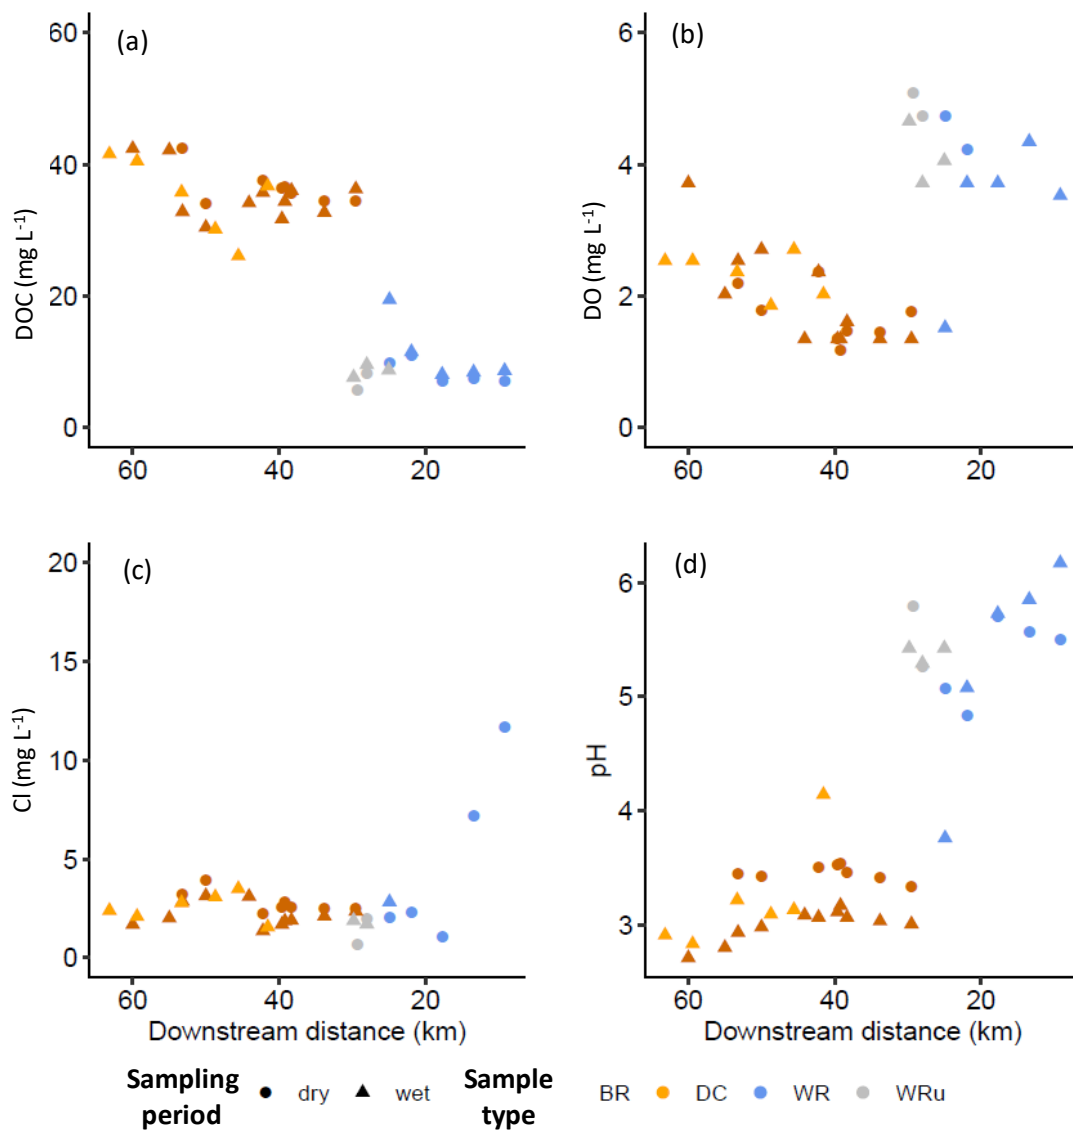 (a)
60
40
20
0
DOC (mg L-1)
60 40 20
(b)
6
4
2
0
DO (mg L-1)
60 40 20
(c)
20
15
10
5
0
Cl (mg L-1)
60 40 20
Downstream distance (km)
(d)
6
5
4
3
pH
60 40 20
Downstream distance (km)
Sampling period
dry wet
Sample type
BR DC WR WRu